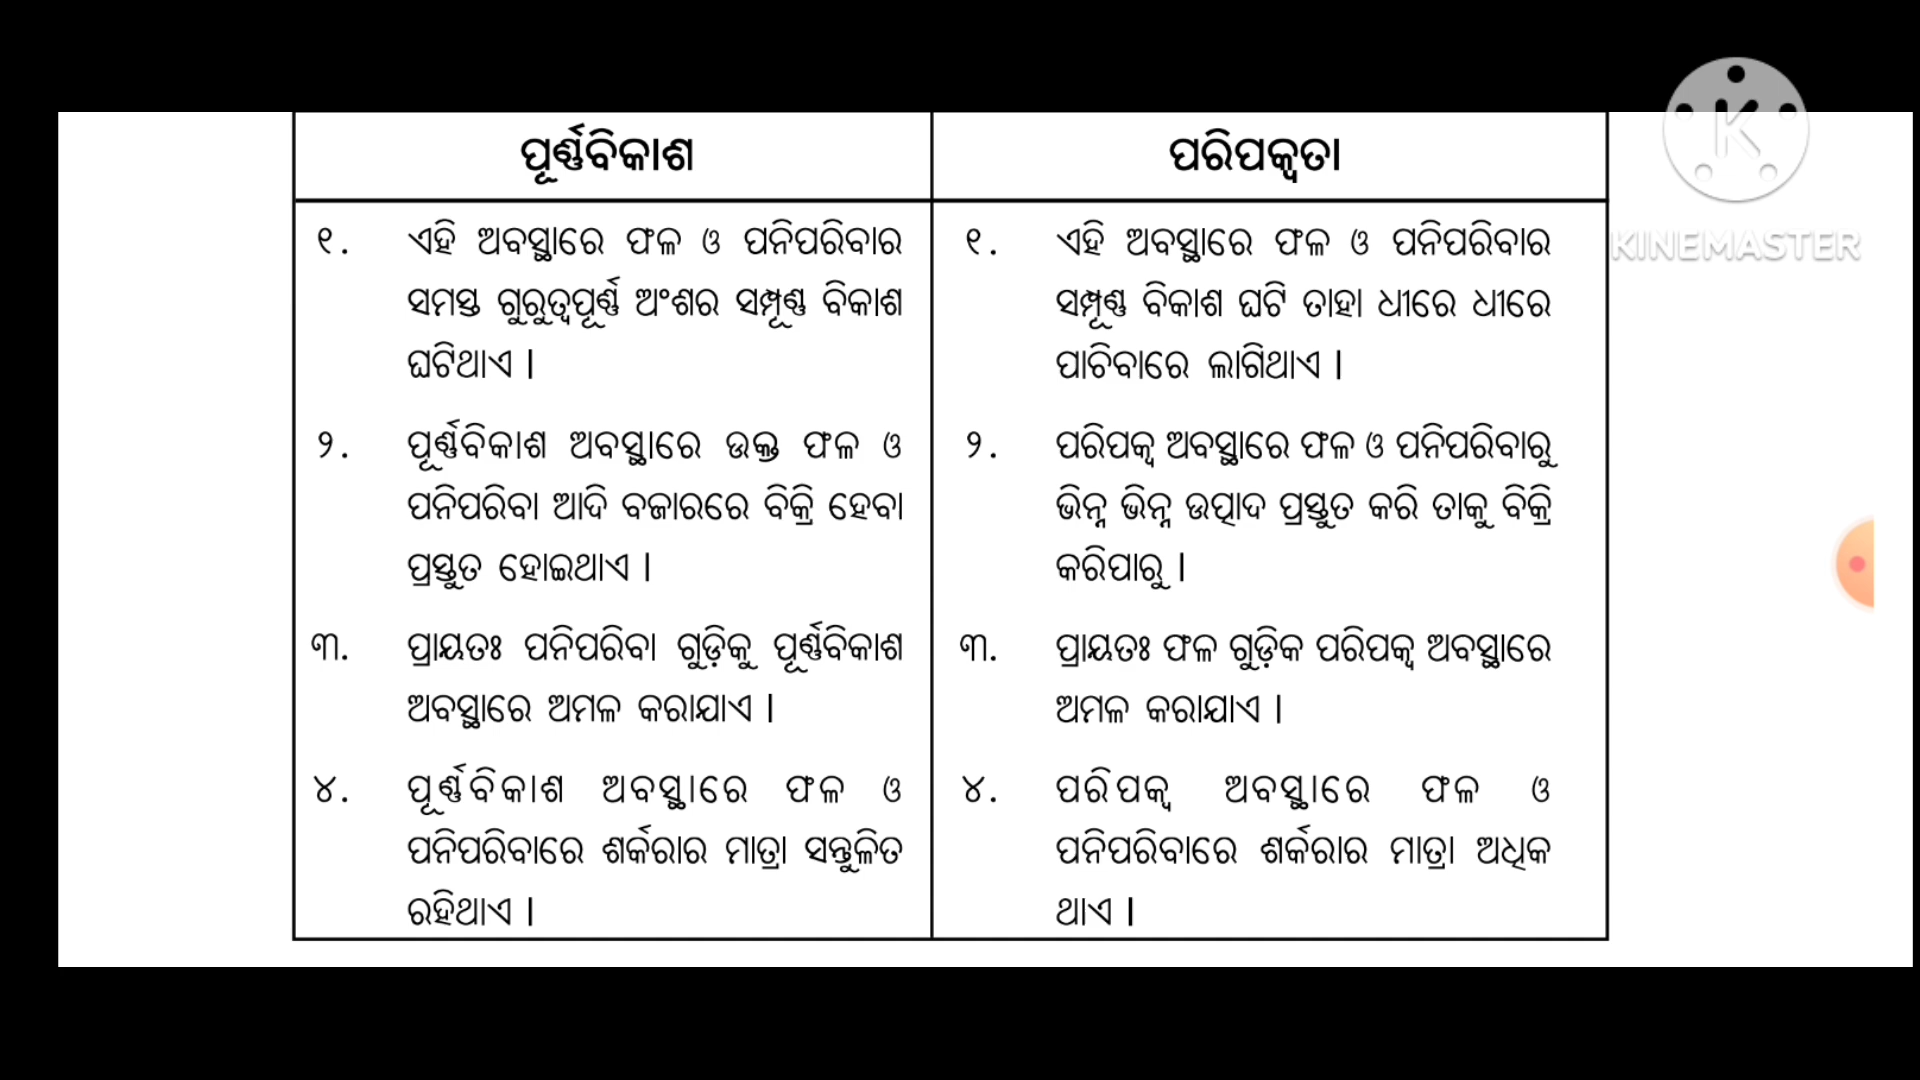 ପୂର୍ଣ୍ଣବିକାଶ
୧. ଏହି ଅବସ୍ଥାରେ ଫଳ ଓ ପନିପରିବାର
ସମସ୍ତ ଗୁରୁତ୍ୱପୂର୍ଣ୍ଣ ଅଂଶର ସମ୍ପୂଣ୍ଣ ବିକାଶ
ଘଟିଥାଏ ।
୨. ପୂର୍ଣ୍ଣବିକାଶ ଅବସ୍ଥାରେ ଉକ୍ତ ଫଳ ଓ
ପନିପରିବା ଆଦି ବଜାରରେ ବିକ୍ରି ହେବା
ପ୍ରସ୍ତୁତ ହୋଇଥାଏ ।
୩. ପ୍ରାୟତଃ ପନିପରିବା ଗୁଡ଼ିକୁ ପୂର୍ଣ୍ଣବିକାଶ
ଅବସ୍ଥାରେ ଅମଳ କରାଯାଏ ।
୪. ପୂର୍ଣ୍ଣବିକାଶ ଅବସ୍ଥାରେ ଫଳ ଓ
ପନିପରିବାରେ ଶର୍କରାର ମାତ୍ରା ସନ୍ତୁଳିତ
ରହିଥାଏ ।
ପରିପକ୍ୱତା
୧. ଏହି ଅବସ୍ଥାରେ ଫଳ ଓ ପନିପରିବାର
ସମ୍ପୂଣ୍ଣ ବିକାଶ ଘଟି ତାହା ଧୀରେ ଧୀରେ
ପାଚିବାରେ ଲାଗିଥାଏ ।
୨. ପରିପକ୍ୱ ଅବସ୍ଥାରେ ଫଳ ଓ ପନିପରିବାରୁ
ଭିନ୍ନ ଭିନ୍ନ ଉତ୍ପାଦ ପ୍ରସ୍ତୁତ କରି ତାକୁ ବିକ୍ରି
କରିପାରୁ ।
୩. ପ୍ରାୟତଃ ଫଳ ଗୁଡ଼ିକ ପରିପକ୍ୱ ଅବସ୍ଥାରେ
ଅମଳ କରାଯାଏ ।
୪. ପରିପକ୍ୱ ଅବସ୍ଥାରେ ଫଳ ଓ
ପନିପରିବାରେ ଶର୍କରାର ମାତ୍ରା ଅଧିକ
ଥାଏ ।
K
KINEMASTER